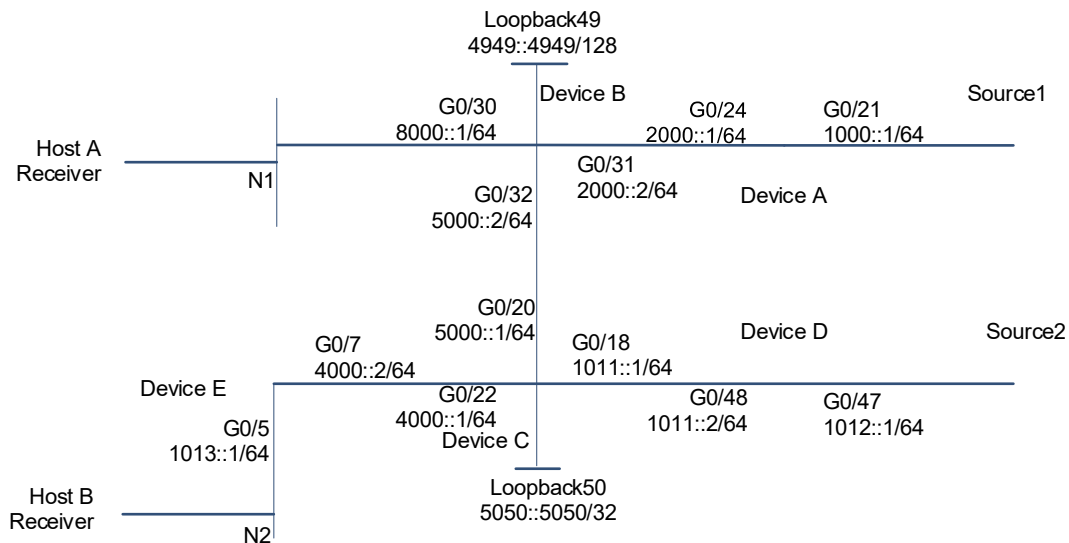 Loopback49
4949::4949/128
Device B
Source1
G0/30
8000::1/64
G0/24
2000::1/64
G0/21
1000::1/64
Host A
Receiver
N1
G0/31
2000::2/64
G0/32
5000::2/64
Device A
G0/20
5000::1/64
G0/7
4000::2/64
G0/18
1011::1/64
Device D
Source2
Device E
G0/22
4000::1/64
G0/48
1011::2/64
G0/47
1012::1/64
G0/5
1013::1/64
Device C
Loopback50
5050::5050/32
Host B
Receiver
N2